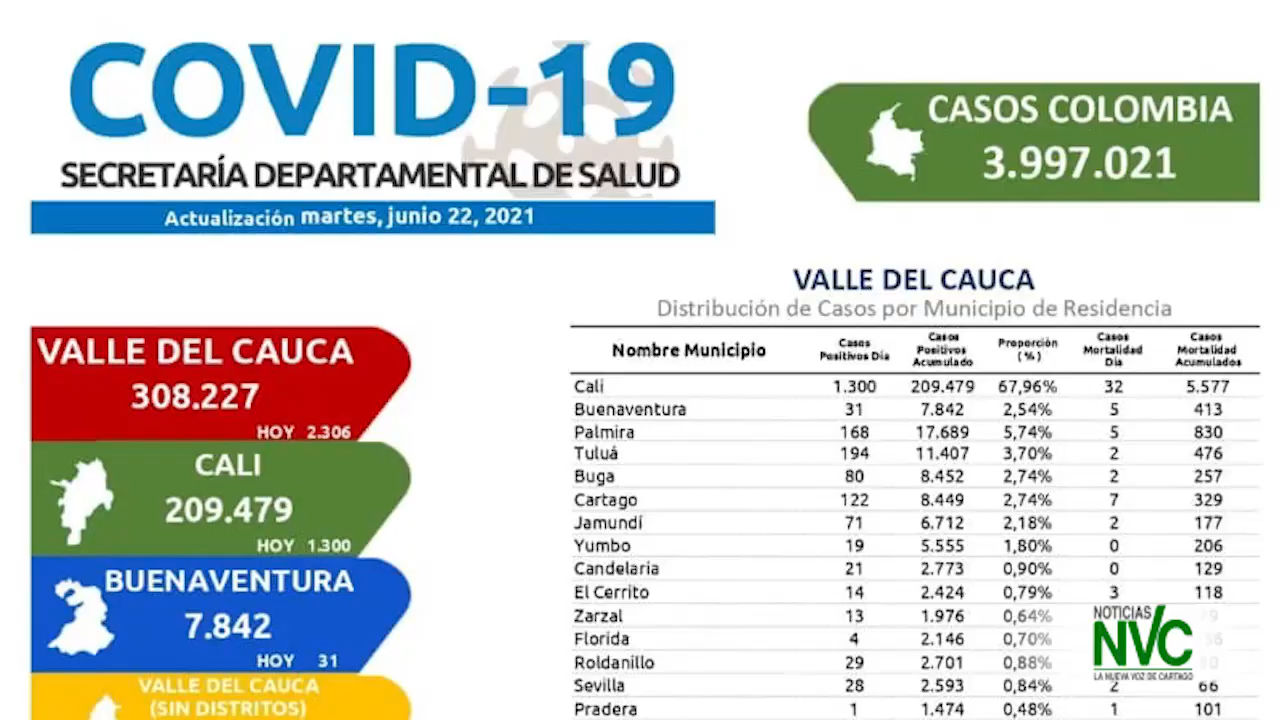 COVID-19
SECRETARÍA DEPARTAMENTAL DE SALUD
Actualización martes, junio 22, 2021
CASOS COLOMBIA
3.997.021
VALLE DEL CAUCA
308.227
HOY 2.306
CALI
209.479
HOY 1.300
BUENAVENTURA
7.842
HOY 31
VALLE DEL CAUCA
(SIN DISTRITOS)
VALLE DEL CAUCA
Distribución de Casos por Municipio de Residencia
Nombre Municipio Casos Positivos Día Casos Positivos Acumulado Proporción (%) Casos Mortalidad Día Casos Mortalidad Acumulados
Cali 1.300 209.479 67,96% 32 5.577
Buenaventura 31 7.842 2,54% 5 413
Palmira 168 17.689 5,74% 5 830
Tuluá 194 11.407 3,70% 2 476
Buga 80 8.452 2,74% 2 257
Cartago 122 8.449 2,74% 7 329
Jamundí 71 6.712 2,18% 2 177
Yumbo 19 5.555 1,80% 0 206
Candelaria 21 2.773 0,90% 0 129
El Cerrito 14 2.424 0,79% 3 118
Zarzal 13 1.976 0,64%
Florida 4 2.146 0,70%
Roldanillo 29 2.701 0,88%
Sevilla 28 2.593 0,84% 2 66
Pradera 1 1.474 0,48% 1 101
NOTICIAS
NVC
LA NUEVA VOZ DE CARTAGO